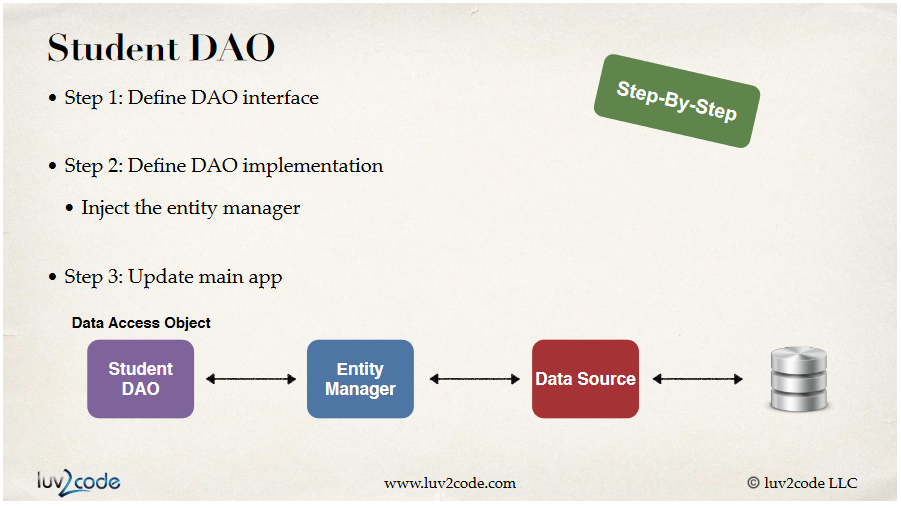 Student DAO
Step-By-Step
• Step 1: Define DAO interface
• Step 2: Define DAO implementation
• Inject the entity manager
• Step 3: Update main app
Data Access Object
Student
DAO
Entity
Manager
Data Source
luv2code
www.luv2code.com
© luv2code LLC